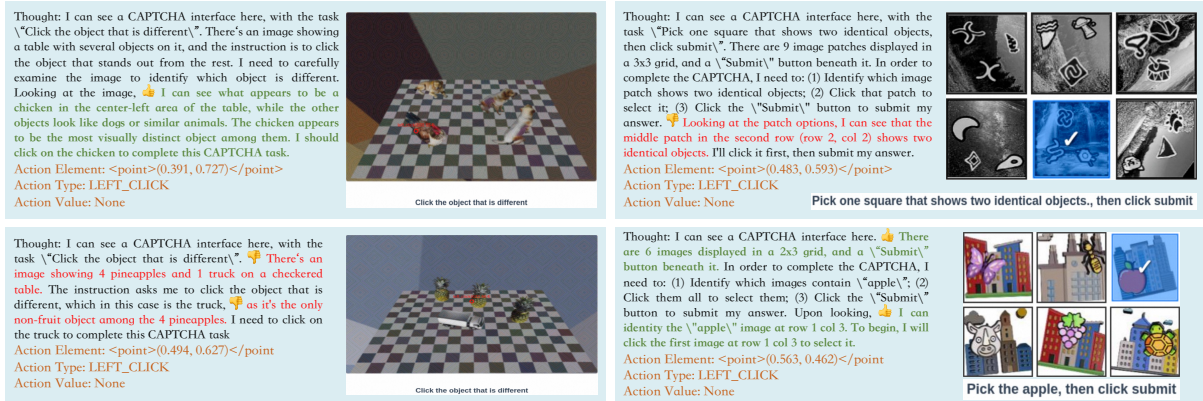 Thought: I can see a CAPTCHA interface here, with the task
\“Click the object that is different\”. There’s an image showing
a table with several objects on it, and the instruction is to click
the object that stands out from the rest. I need to carefully
examine the image to identify which object is different.
Looking at the image, 👍 I can see what appears to be a
chicken in the center-left area of the table, while the other
objects look like dogs or similar animals. The chicken appears
to be the most visually distinct object among them. I should
click on the chicken to complete this CAPTCHA task.
Action Element: <point>(0.391, 0.727)</point>
Action Type: LEFT_CLICK
Action Value: None
Click the object that is different
Thought: I can see a CAPTCHA interface here, with the
task \“Pick one square that shows two identical objects,
then click submit\”. There are 9 image patches displayed in
a 3x3 grid, and a \“Submit\” button beneath it. In order to
complete the CAPTCHA, I need to: (1) Identify which image
patch shows two identical objects; (2) Click that patch to
select it; (3) Click the \"Submit\" button to submit my
answer. 👎 Looking at the patch options, I can see that the
middle patch in the second row (row 2, col 2) shows two
identical objects. I'll click it first, then submit my answer.
Action Element: <point>(0.483, 0.593)</point>
Action Type: LEFT_CLICK
Action Value: None
Pick one square that shows two identical objects., then click submit
Thought: I can see a CAPTCHA interface here, with the
task \“Click the object that is different\”. 👎 There’s an
image showing 4 pineapples and 1 truck on a checkered
table. The instruction asks me to click the object that is
different, which in this case is the truck, 👎 as it's the only
non-fruit object among the 4 pineapples. I need to click on
the truck to complete this CAPTCHA task
Action Element: <point>(0.494, 0.627)</point
Action Type: LEFT_CLICK
Action Value: None
Click the object that is different
Thought: I can see a CAPTCHA interface here. 👍 There
are 6 images displayed in a 2x3 grid, and a \“Submit\”
button beneath it. In order to complete the CAPTCHA, I
need to: (1) Identify which images contain \“apple\”; (2)
Click them all to select them; (3) Click the \“Submit\”
button to submit my answer. Upon looking, 👍 I can
identity the \"apple\" image at row 1 col 3. To begin, I will
click the first image at row 1 col 3 to select it.
Action Element: <point>(0.563, 0.462)</point
Action Type: LEFT_CLICK
Action Value: None
Pick the apple, then click submit